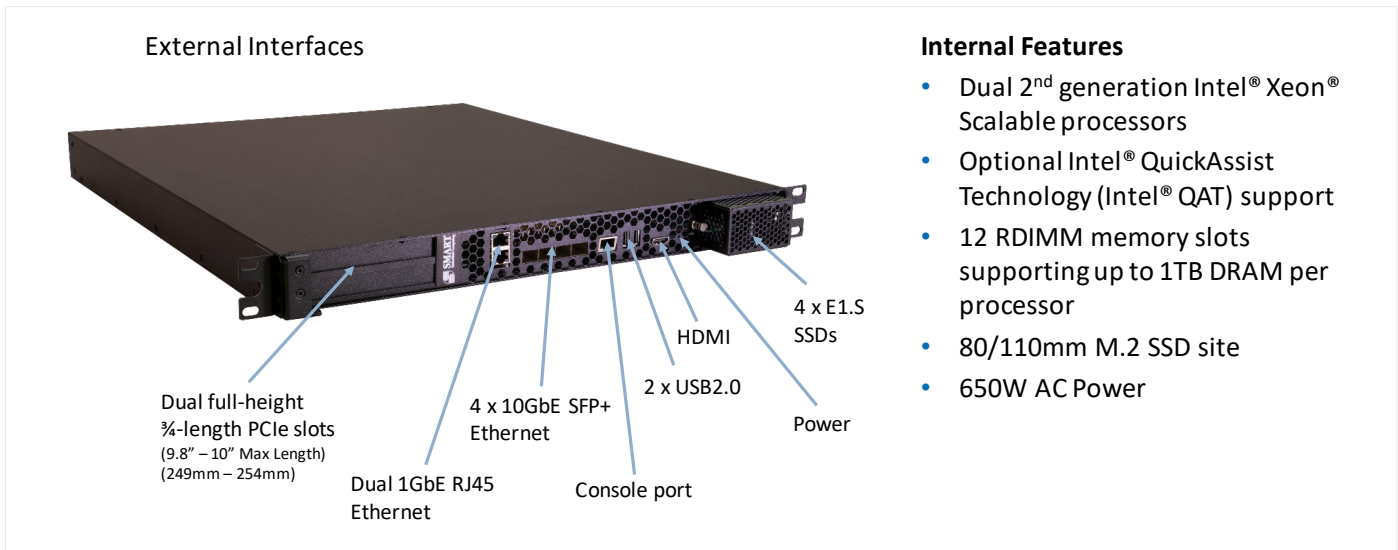 External Interfaces
SMART
Dual full-height
¾-length PCIe slots
(9.8” – 10” Max Length)
(249mm – 254mm)
Dual 1GbE RJ45
Ethernet
4 x 10GbE SFP+
Ethernet
Console port
2 x USB2.0
HDMI
Power
4 x E1.S
SSDs
Internal Features
• Dual 2nd generation Intel® Xeon®
Scalable processors
• Optional Intel® QuickAssist
Technology (Intel® QAT) support
• 12 RDIMM memory slots
supporting up to 1TB DRAM per
processor
• 80/110mm M.2 SSD site
• 650W AC Power